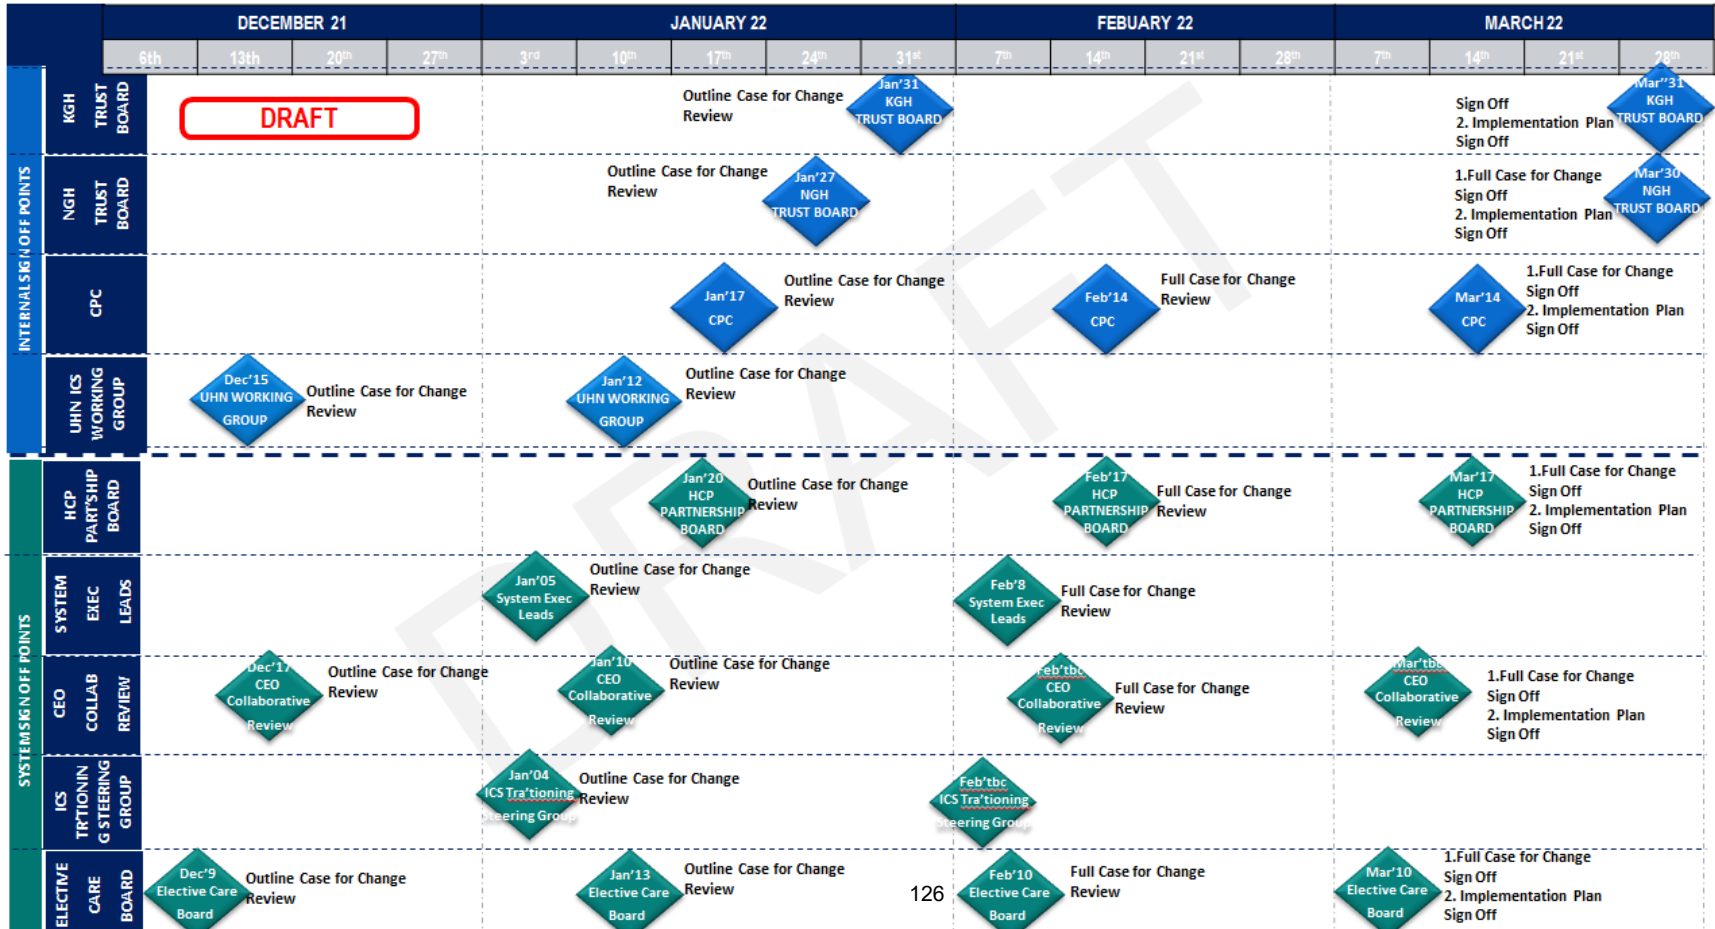 DECEMBER 21
JANUARY 22
FEBUARY 22
MARCH 22
6th
13th
20th
27th
3rd
10th
17th
24th
31st
7th
14th
21st
28th
7th
14th
21st
28th
INTERNAL SIGN OFF POINTS
KGH
TRUST
BOARD
DRAFT
Outline Case for Change
Review
Jan'31
KGH
TRUST BOARD
Sign Off
2. Implementation Plan
Sign Off
Mar''31
KGH
TRUST BOARD
NGH
TRUST
BOARD
Outline Case for Change
Review
Jan'27
NGH
TRUST BOARD
1.Full Case for Change
Sign Off
2. Implementation Plan
Sign Off
Mar'30
NGH
TRUST BOARD
CPC
Jan'17
CPC
Outline Case for Change
Review
Feb'14
CPC
Full Case for Change
Review
Mar'14
CPC
1.Full Case for Change
Sign Off
2. Implementation Plan
Sign Off
UHN ICS
WORKING
GROUP
Dec'15
UHN WORKING
GROUP
Outline Case for Change
Review
Jan'12
UHN WORKING
GROUP
Outline Case for Change
Review
SYSTEM SIGN OFF POINTS
HCP
PART'SHIP
BOARD
Jan'20
HCP
PARTNERSHIP
BOARD
Outline Case for Change
Review
Feb'17
HCP
PARTNERSHIP
BOARD
Full Case for Change
Review
Mar'17
HCP
PARTNERSHIP
BOARD
1.Full Case for Change
Sign Off
2. Implementation Plan
Sign Off
SYSTEM
EXEC
LEADS
Jan'05
System Exec
Leads
Outline Case for Change
Review
Feb'8
System Exec
Leads
Full Case for Change
Review
CEO
COLLAB
REVIEW
Dec'17
CEO
Collaborative
Review
Outline Case for Change
Review
Jan'10
CEO
Collaborative
Review
Outline Case for Change
Review
Feb'tbc
CEO
Collaborative
Review
Full Case for Change
Review
Mar'tbc
CEO
Collaborative
Review
1.Full Case for Change
Sign Off
2. Implementation Plan
Sign Off
ICS
TR'TIONIN
G STEERING
GROUP
Jan'04
ICS Tra'tioning
Steering Group
Outline Case for Change
Review
Feb'tbc
ICS Tra'tioning
Steering Group
ELECTIVE
CARE
BOARD
Dec'9
Elective Care
Board
Outline Case for Change
Review
Jan'13
Elective Care
Board
Outline Case for Change
Review
126
Feb'10
Elective Care
Board
Full Case for Change
Review
Mar'10
Elective Care
Board
1.Full Case for Change
Sign Off
2. Implementation Plan
Sign Off
DRAFT